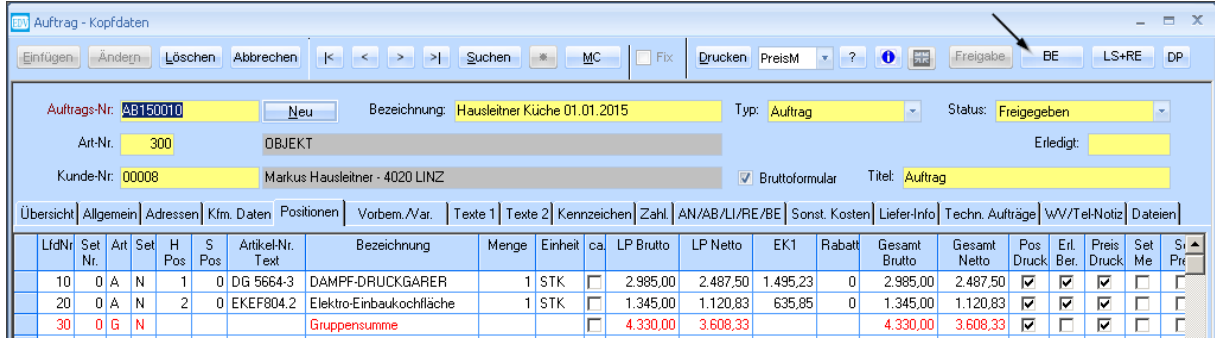 EDV Auftrag - Kopfdaten
Einfügen Ändern Löschen Abbrechen |< < > >| Suchen * MC Fix Drucken PreisM ? Freigabe BE LS+RE DP
Auftrags-Nr: AB150010 Neu Bezeichnung: Hausleitner Küche 01.01.2015 Typ: Auftrag Status: Freigegeben
Art-Nr. 300 OBJEKT Erledigt:
Kunde-Nr: 00008 Markus Hausleitner - 4020 LINZ Bruttoformular Titel: Auftrag
Übersicht Allgemein Adressen Kfm. Daten Positionen Vorbem./Var. Texte 1 Texte 2 Kennzeichen Zahl. AN/AB/LI/RE/BE Sonst. Kosten Liefer-Info Techn. Aufträge WV/Tel-Notiz Dateien
LfdNr Set Art Set H S Artikel-Nr. Bezeichnung Menge Einheit ca. LP Brutto LP Netto EK1 Rabatt Gesamt Gesamt Pos Erl. Preis Set
Nr. Pos Pos Text Brutto Netto Druck Ber. Druck Me Pre
10 0 A N 1 0 DG 5664-3 DAMPF-DRUCKGARER 1 STK 2.985,00 2.487,50 1.495,23 0 2.985,00 2.487,50
20 0 A N 2 0 EKEF804.2 Elektro-Einbaukochfläche 1 STK 1.345,00 1.120,83 635,85 0 1.345,00 1.120,83
30 0 G N Gruppensumme 4.330,00 3.608,33 4.330,00 3.608,33